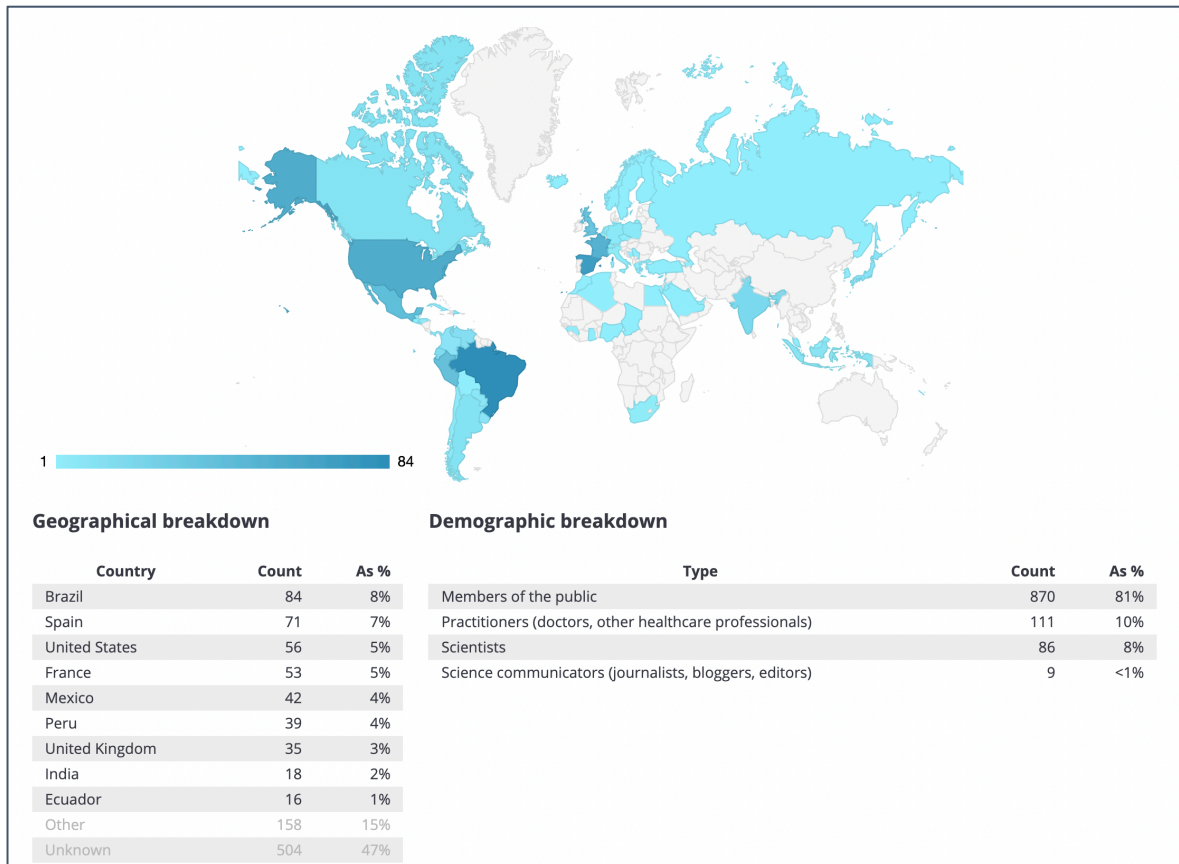 1 84
Geographical breakdown
Country Count As %
Brazil 84 8%
Spain 71 7%
United States 56 5%
France 53 5%
Mexico 42 4%
Peru 39 4%
United Kingdom 35 3%
India 18 2%
Ecuador 16 1%
Other 158 15%
Unknown 504 47%
Demographic breakdown
Type Count As %
Members of the public 870 81%
Practitioners (doctors, other healthcare professionals) 111 10%
Scientists 86 8%
Science communicators (journalists, bloggers, editors) 9 <1%